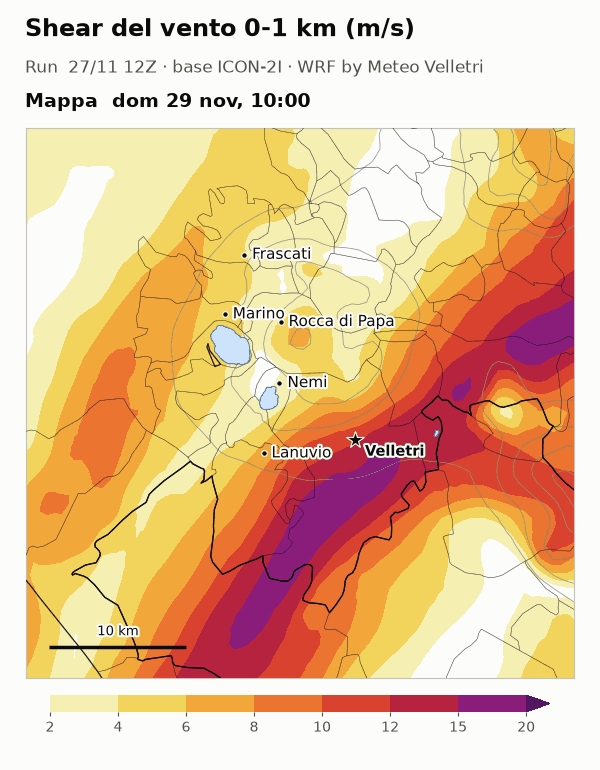 Shear del vento 0-1 km (m/s)
Run  27/11 12Z · base ICON-2I · WRF by Meteo Velletri
Mappa  dom 29 nov, 10:00
Frascati
Marino
Rocca di Papa
Nemi
Velletri
Lanuvio
10 km
2 4 6 8 10 12 15 20